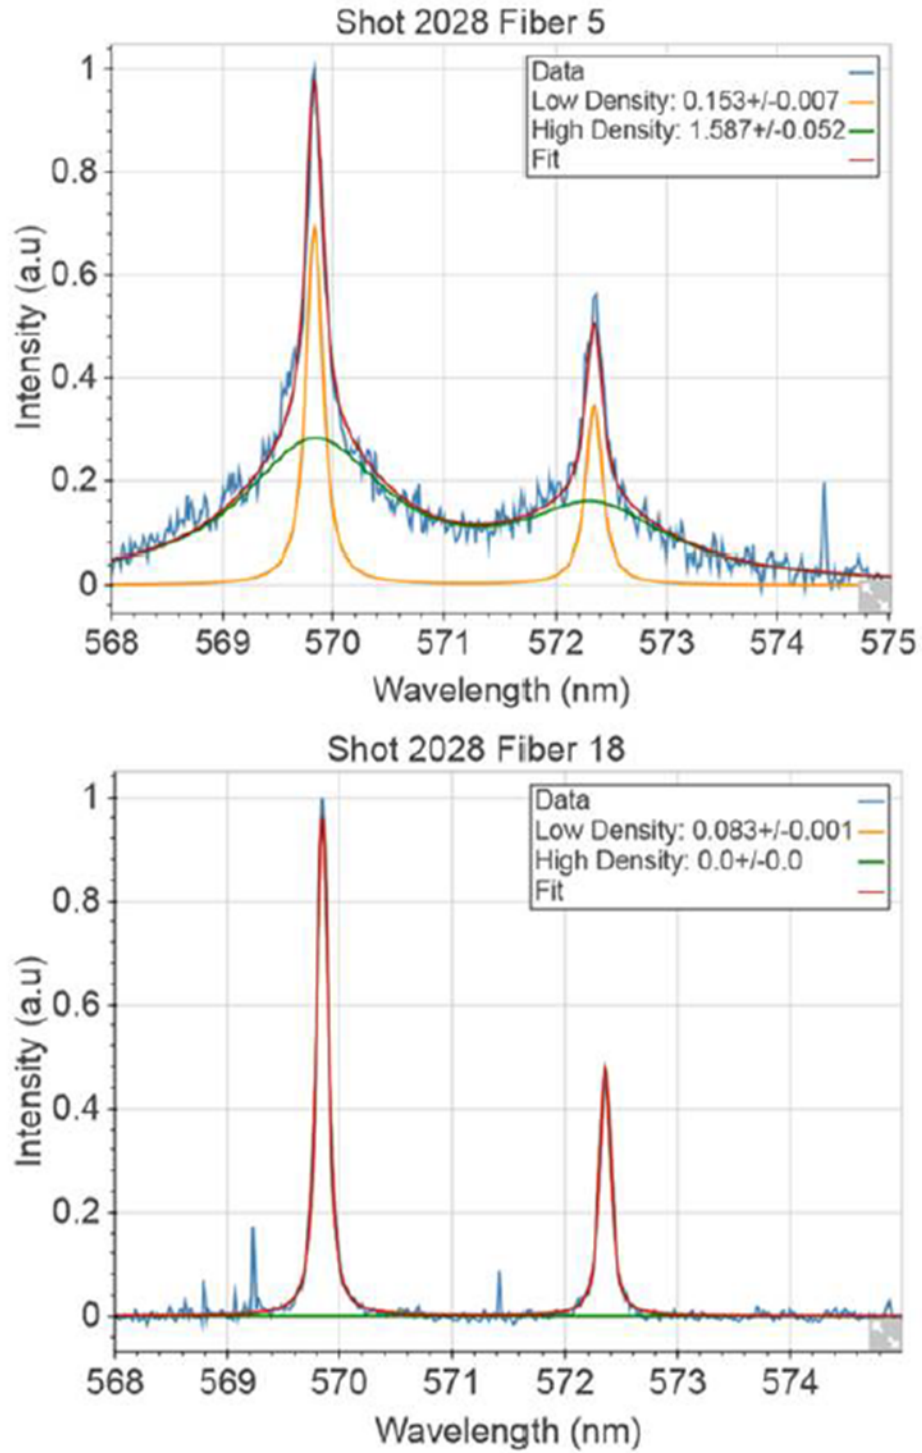 Shot 2028 Fiber 5
Data
Low Density: 0.153+/-0.007
High Density: 1.587+/-0.052
Fit
1
0.8
0.6
0.4
0.2
0
Intensity (a.u)
568 569 570 571 572 573 574 575
Wavelength (nm)
Shot 2028 Fiber 18
Data
Low Density: 0.083+/-0.001
High Density: 0.0+/-0.0
Fit
1
0.8
0.6
0.4
0.2
0
Intensity (a.u)
568 569 570 571 572 573 574
Wavelength (nm)